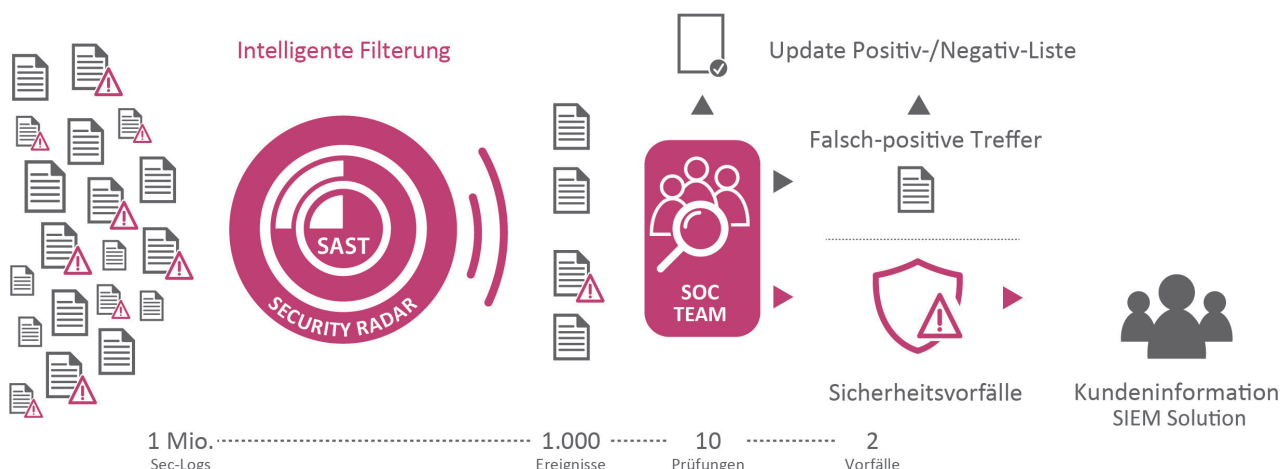 Intelligente Filterung
Update Positiv-/Negativ-Liste
Falsch-positive Treffer
SAST
SECURITY RADAR
SOC
TEAM
Sicherheitsvorfälle
Kundeninformation
SIEM Solution
1 Mio.
1.000
10
2
Sec-Logs
Ereignisse
Prüfungen
Vorfälle